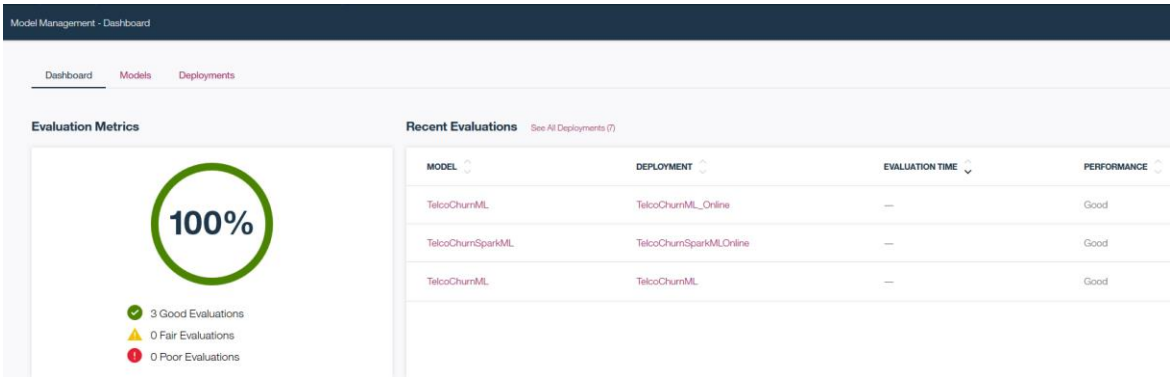 Model Management - Dashboard
Dashboard Models Deployments
Evaluation Metrics
Recent Evaluations See All Deployments (7)
MODEL DEPLOYMENT EVALUATION TIME PERFORMANCE
100%
TelcoChurnML TelcoChurnML_Online — Good
TelcoChurnSparkML TelcoChurnSparkMLOnline — Good
TelcoChurnML TelcoChurnML — Good
3 Good Evaluations
0 Fair Evaluations
0 Poor Evaluations